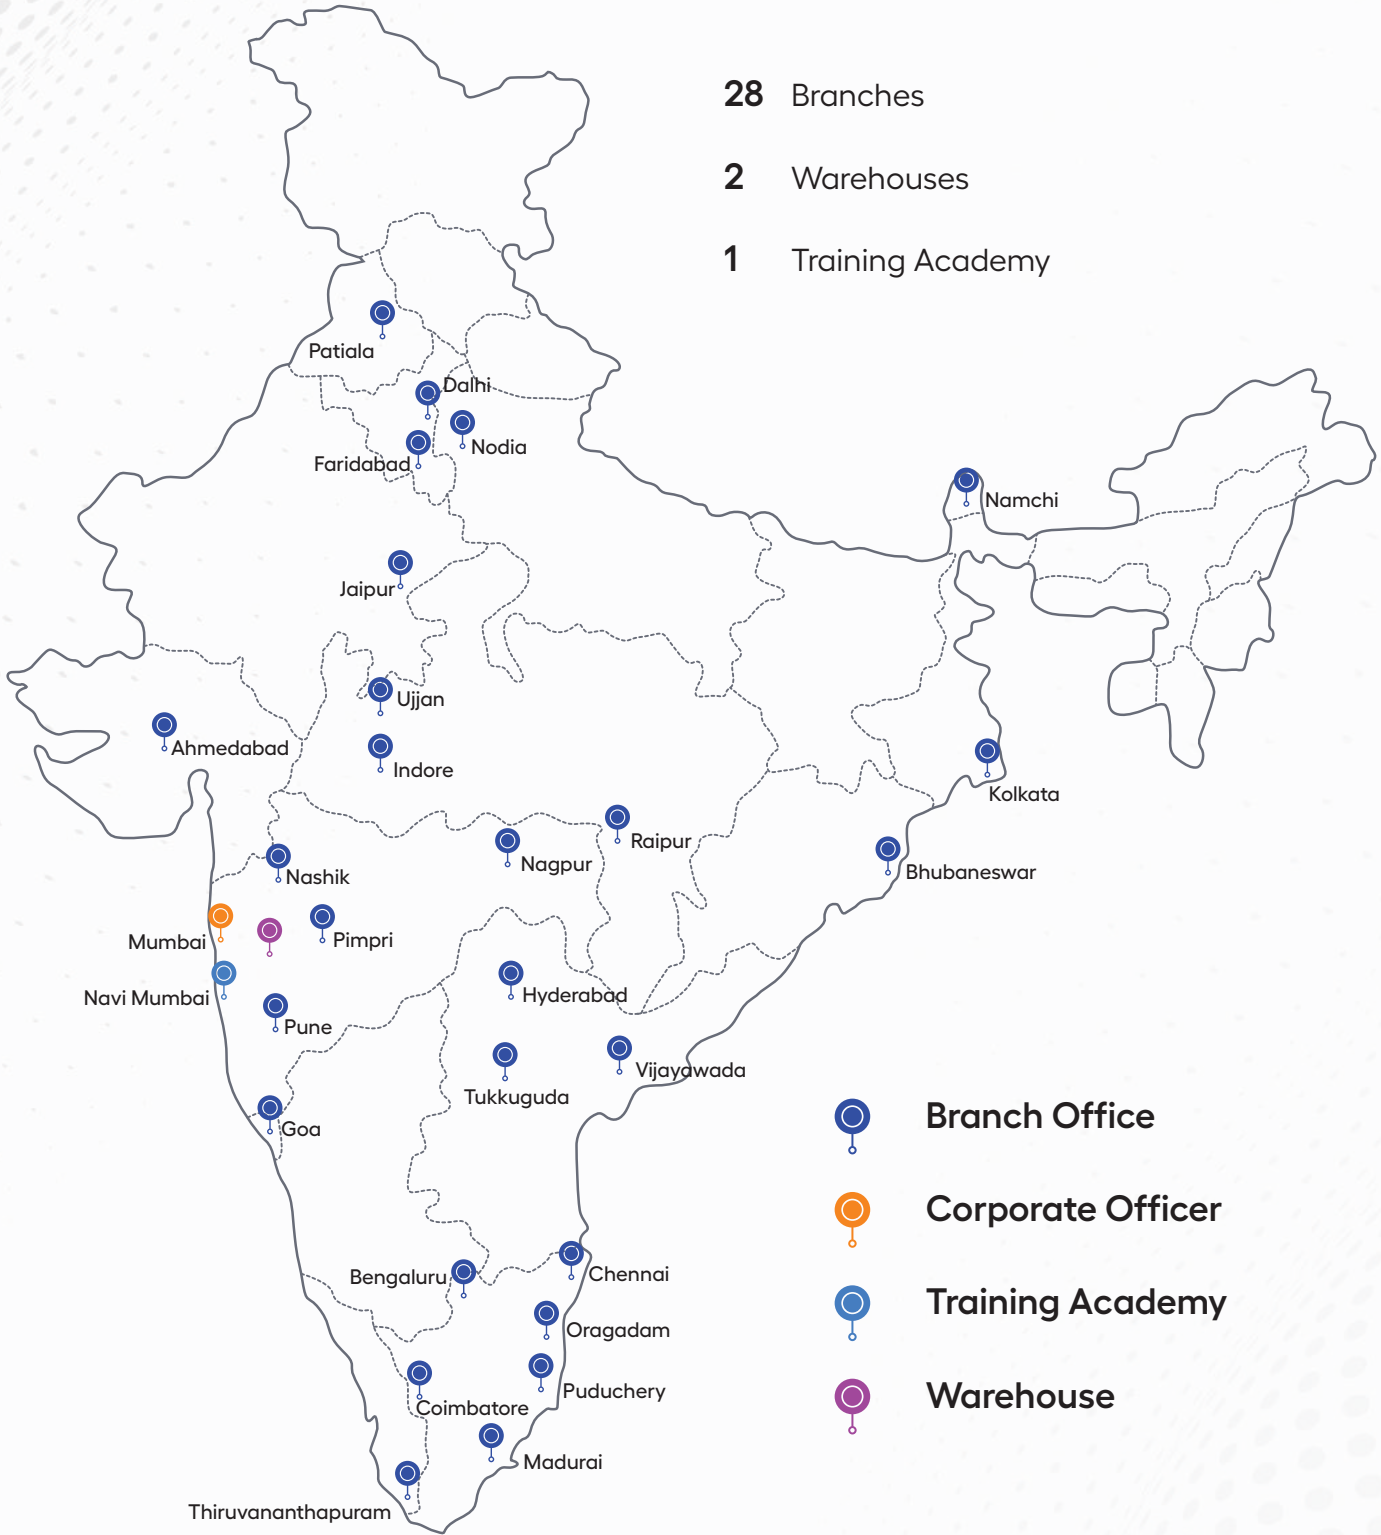 28 Branches
2 Warehouses
1 Training Academy
Patiala
Dalhi
Nodia
Faridabad
Namchi
Jaipur
Ujjan
Ahmedabad
Indore
Kolkata
Raipur
Nagpur
Bhubaneswar
Nashik
Mumbai
Pimpri
Navi Mumbai
Hyderabad
Pune
Vijayawada
Tukkuguda
Goa
Branch Office
Corporate Officer
Training Academy
Warehouse
Bengaluru
Chennai
Oragadam
Puduchery
Coimbatore
Madurai
Thiruvananthapuram